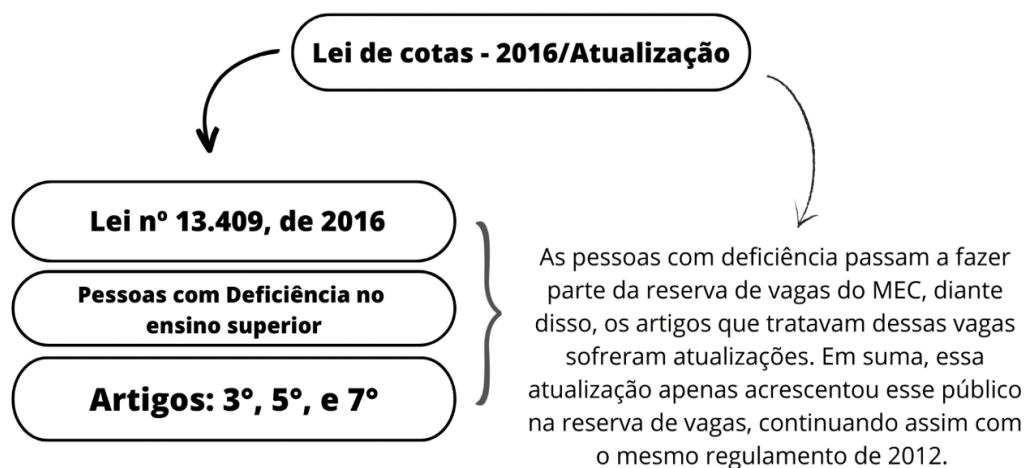 Lei de cotas - 2016/Atualização
Lei nº 13.409, de 2016
Pessoas com Deficiência no
ensino superior
Artigos: 3°, 5°, e 7°
As pessoas com deficiência passam a fazer
parte da reserva de vagas do MEC, diante
disso, os artigos que tratavam dessas vagas
sofreram atualizações. Em suma, essa
atualização apenas acrescentou esse público
na reserva de vagas, continuando assim com
o mesmo regulamento de 2012.